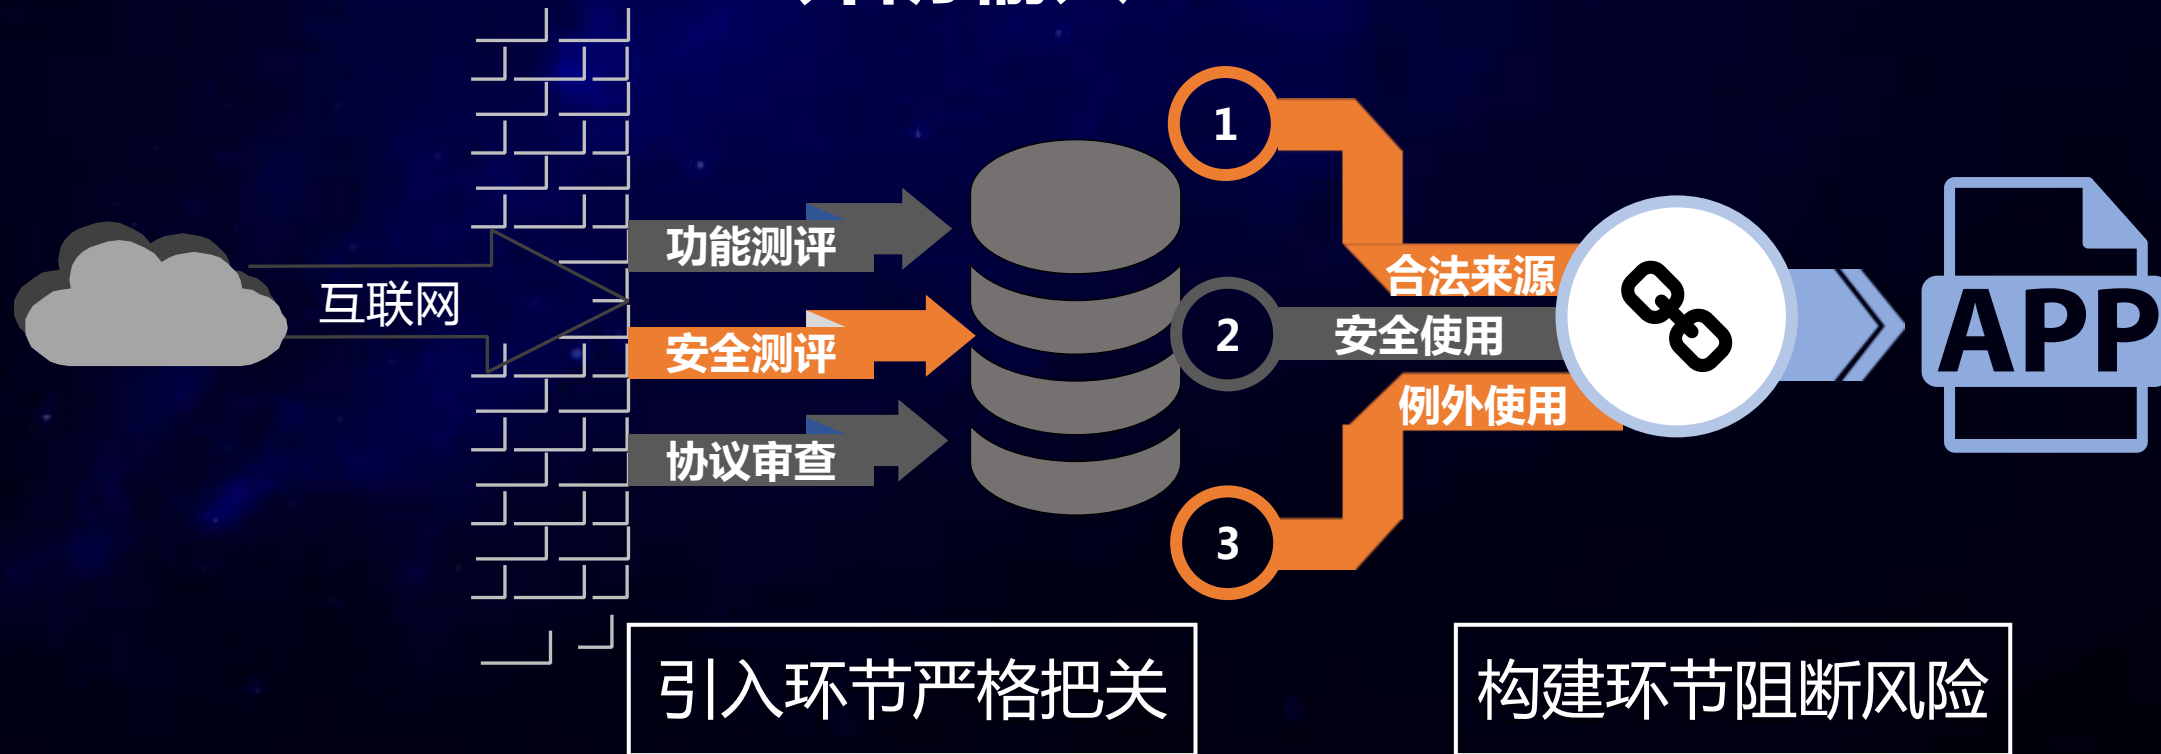 1
功能测评
合法来源
互联网
2
安全使用
安全测评
例外使用
协议审查
3
APP
引入环节严格把关
构建环节阻断风险